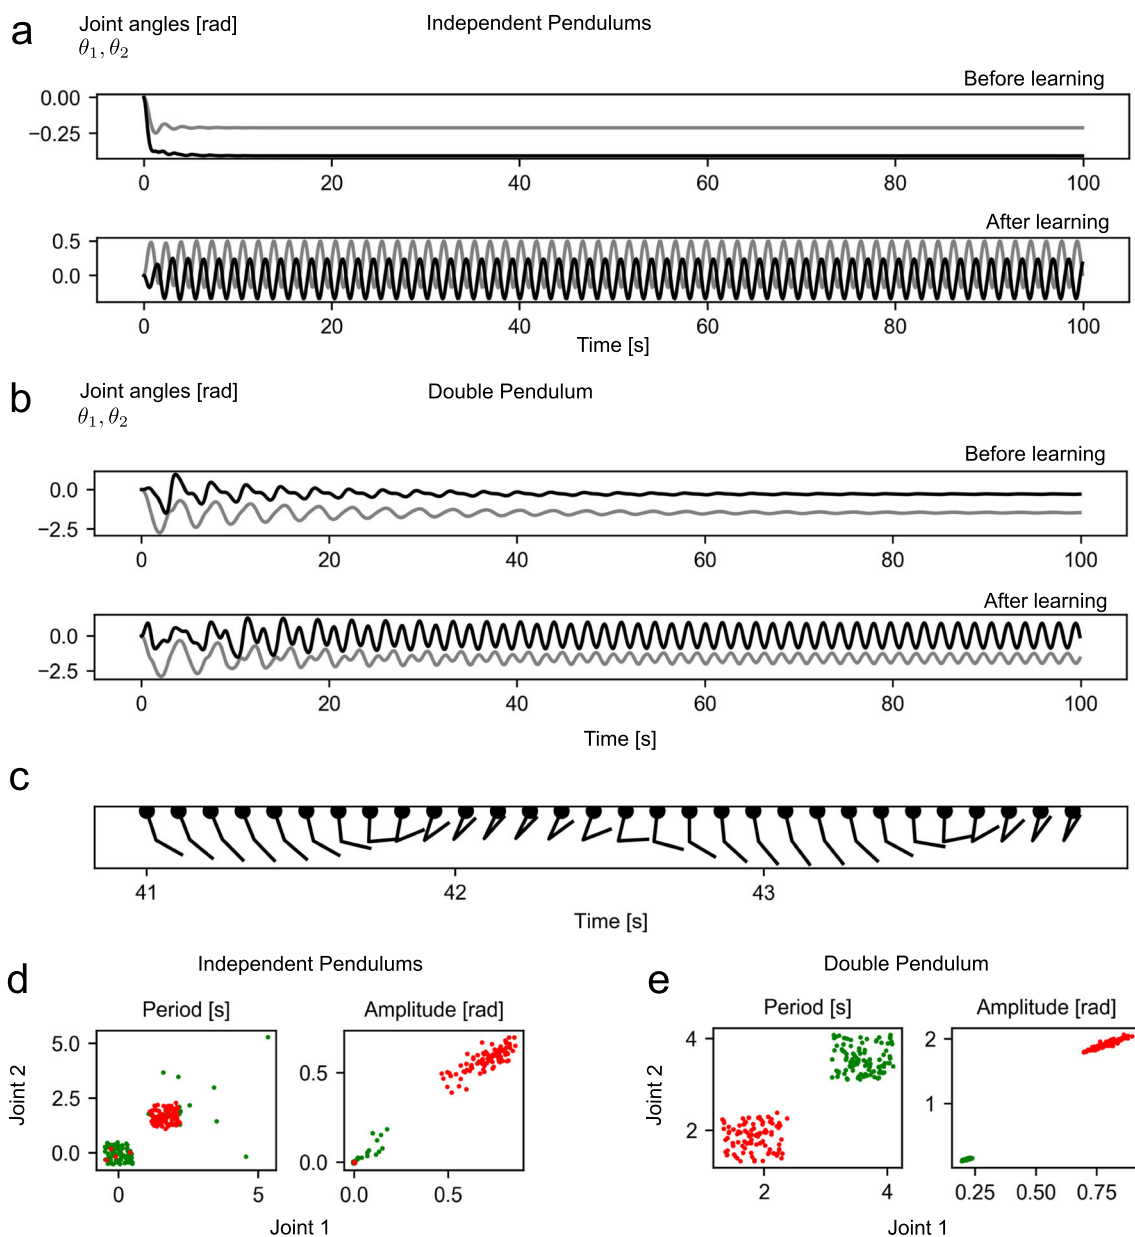 a
Joint angles [rad]
θ₁, θ₂
Independent Pendulums
Before learning
0.00
−0.25
0 20 40 60 80 100
After learning
0.5
0.0
0 20 40 60 80 100
Time [s]
b
Joint angles [rad]
θ₁, θ₂
Double Pendulum
Before learning
0.0
−2.5
0 20 40 60 80 100
After learning
0.0
−2.5
0 20 40 60 80 100
Time [s]
c
41 42 43
Time [s]
d
Independent Pendulums
Period [s]
Amplitude [rad]
Joint 2
5.0
2.5
0.0
0 5
0.5
0.0
0.0 0.5
Joint 1
e
Double Pendulum
Period [s]
Amplitude [rad]
Joint 2
4
2
2 4
2
1
0.25 0.50 0.75
Joint 1